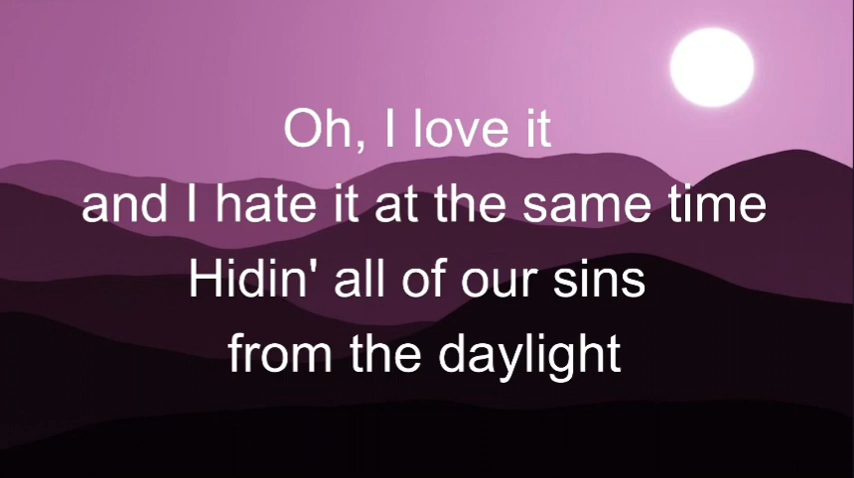 Oh, I love it
and I hate it at the same time
Hidin' all of our sins
from the daylight